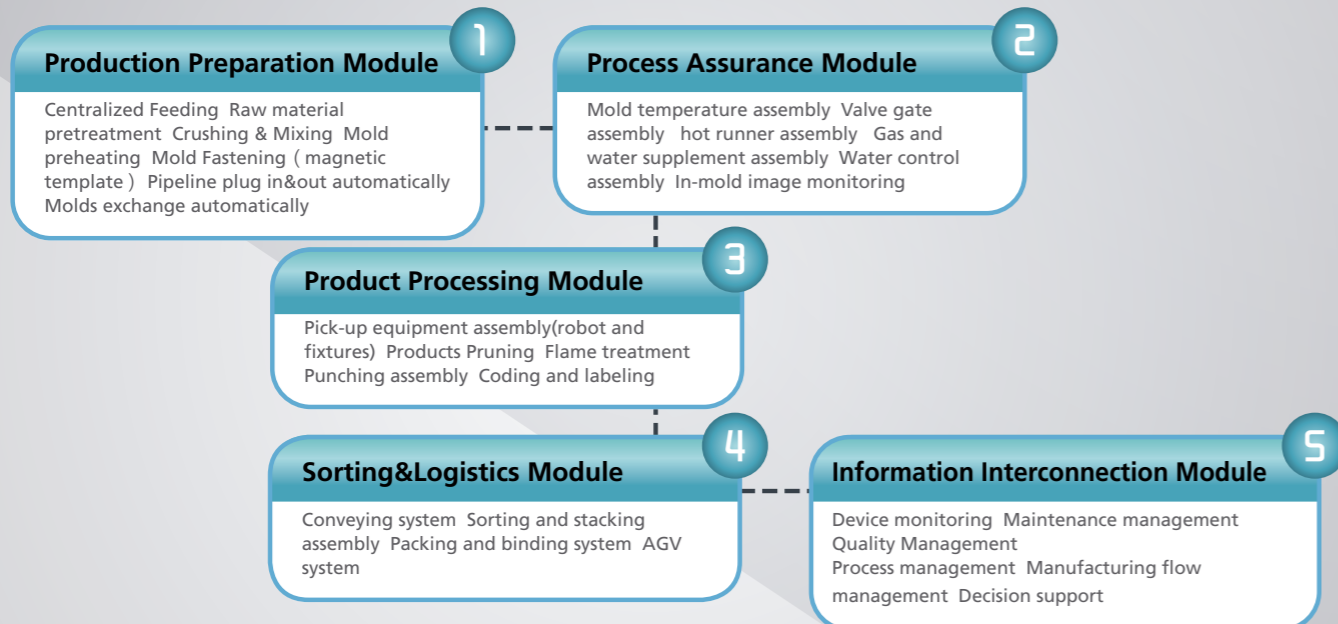 1
Production Preparation Module
Centralized Feeding  Raw material
pretreatment  Crushing & Mixing  Mold
preheating  Mold Fastening ( magnetic
template )  Pipeline plug in&out automatically
Molds exchange automatically
2
Process Assurance Module
Mold temperature assembly  Valve gate
assembly  hot runner assembly  Gas and
water supplement assembly  Water control
assembly  In-mold image monitoring
3
Product Processing Module
Pick-up equipment assembly(robot and
fixtures)  Products Pruning  Flame treatment
Punching assembly  Coding and labeling
4
Sorting&Logistics Module
Conveying system  Sorting and stacking
assembly  Packing and binding system  AGV
system
5
Information Interconnection Module
Device monitoring  Maintenance management
Quality Management
Process management  Manufacturing flow
management  Decision support